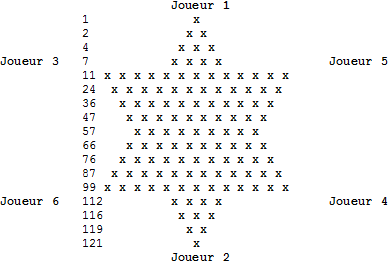 Joueur 1
1 x
2 x x
4 x x x
Joueur 3 7 x x x x Joueur 5
11 x x x x x x x x x x x x x
24 x x x x x x x x x x x x
36 x x x x x x x x x x x
47 x x x x x x x x x x
57 x x x x x x x x x
66 x x x x x x x x x x
76 x x x x x x x x x x x
87 x x x x x x x x x x x x
99 x x x x x x x x x x x x x
Joueur 6 112 x x x x Joueur 4
116 x x x
119 x x
121 x
Joueur 2